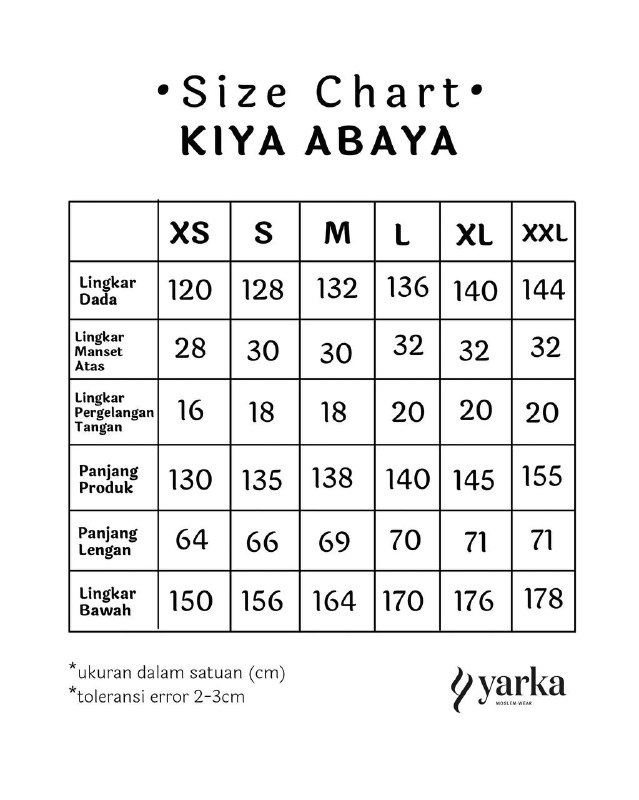 •Size Chart•
KIYA ABAYA
XS S M L XL XXL
Lingkar
Dada
120 128 132 136 140 144
Lingkar
Manset
Atas
28 30 30 32 32 32
Lingkar
Pergelangan
Tangan
16 18 18 20 20 20
Panjang
Produk
130 135 138 140 145 155
Panjang
Lengan
64 66 69 70 71 71
Lingkar
Bawah
150 156 164 170 176 178
*ukuran dalam satuan (cm)
*toleransi error 2-3cm
yarka
MOSLEM-WEAR